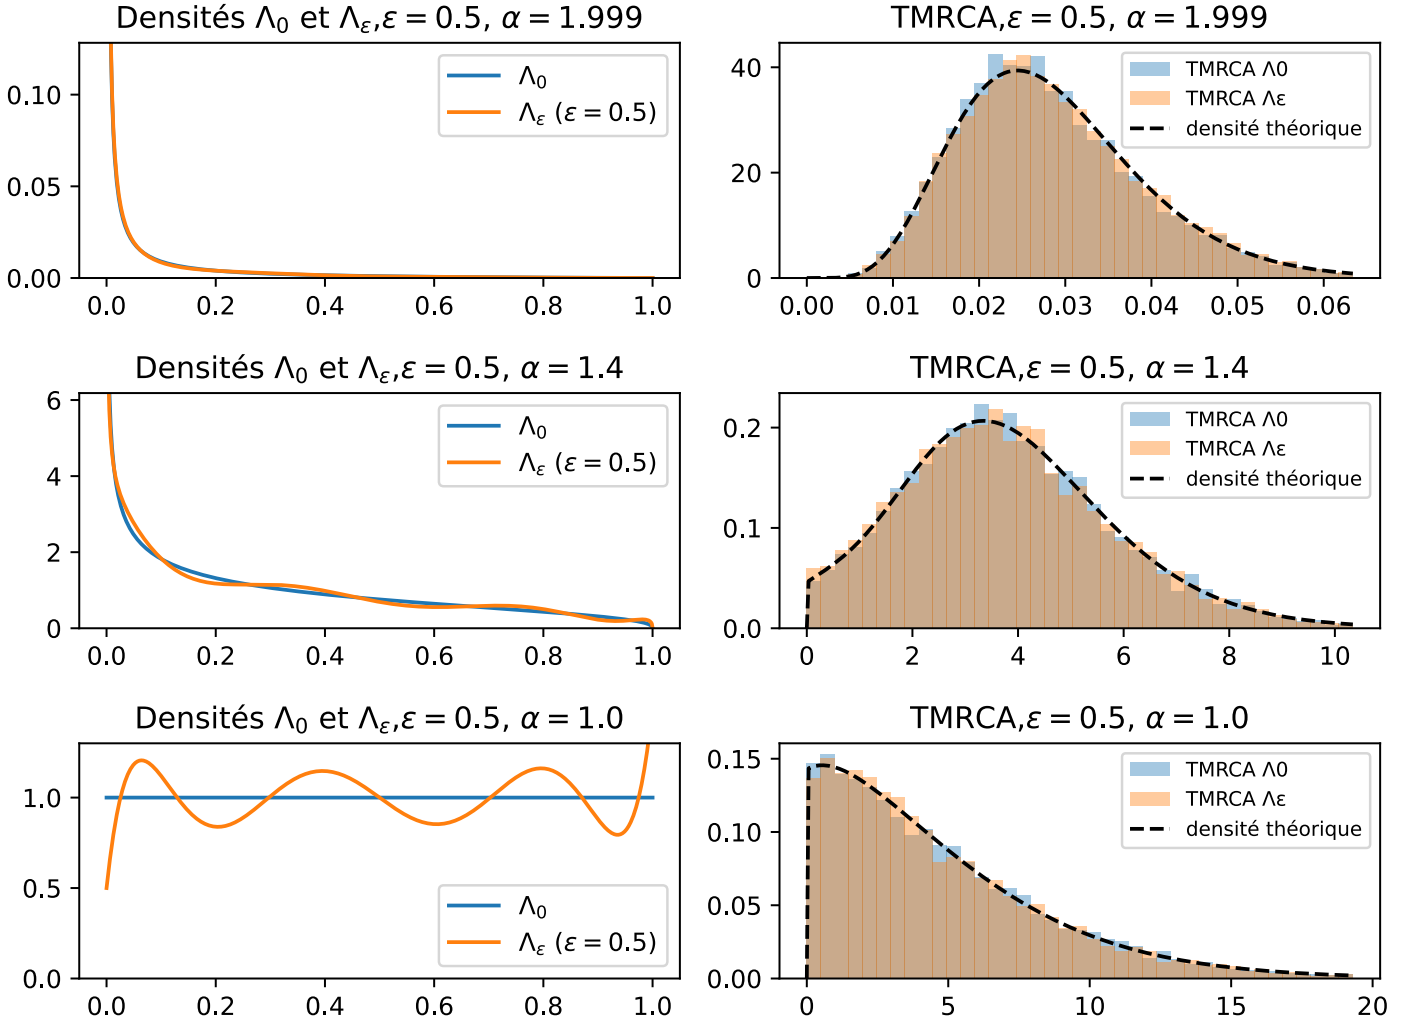 Densités Λ₀ et Λ_ε,ε = 0.5, α = 1.999
0.10
0.05
0.00
0.0 0.2 0.4 0.6 0.8 1.0
Λ₀
Λ_ε (ε = 0.5)
TMRCA,ε = 0.5, α = 1.999
40
20
0
0.00 0.01 0.02 0.03 0.04 0.05 0.06
TMRCA Λ0
TMRCA Λε
densité théorique
Densités Λ₀ et Λ_ε,ε = 0.5, α = 1.4
6
4
2
0
0.0 0.2 0.4 0.6 0.8 1.0
Λ₀
Λ_ε (ε = 0.5)
TMRCA,ε = 0.5, α = 1.4
0.2
0.1
0.0
0 2 4 6 8 10
TMRCA Λ0
TMRCA Λε
densité théorique
Densités Λ₀ et Λ_ε,ε = 0.5, α = 1.0
1.0
0.5
0.0
0.0 0.2 0.4 0.6 0.8 1.0
Λ₀
Λ_ε (ε = 0.5)
TMRCA,ε = 0.5, α = 1.0
0.15
0.10
0.05
0.00
0 5 10 15 20
TMRCA Λ0
TMRCA Λε
densité théorique